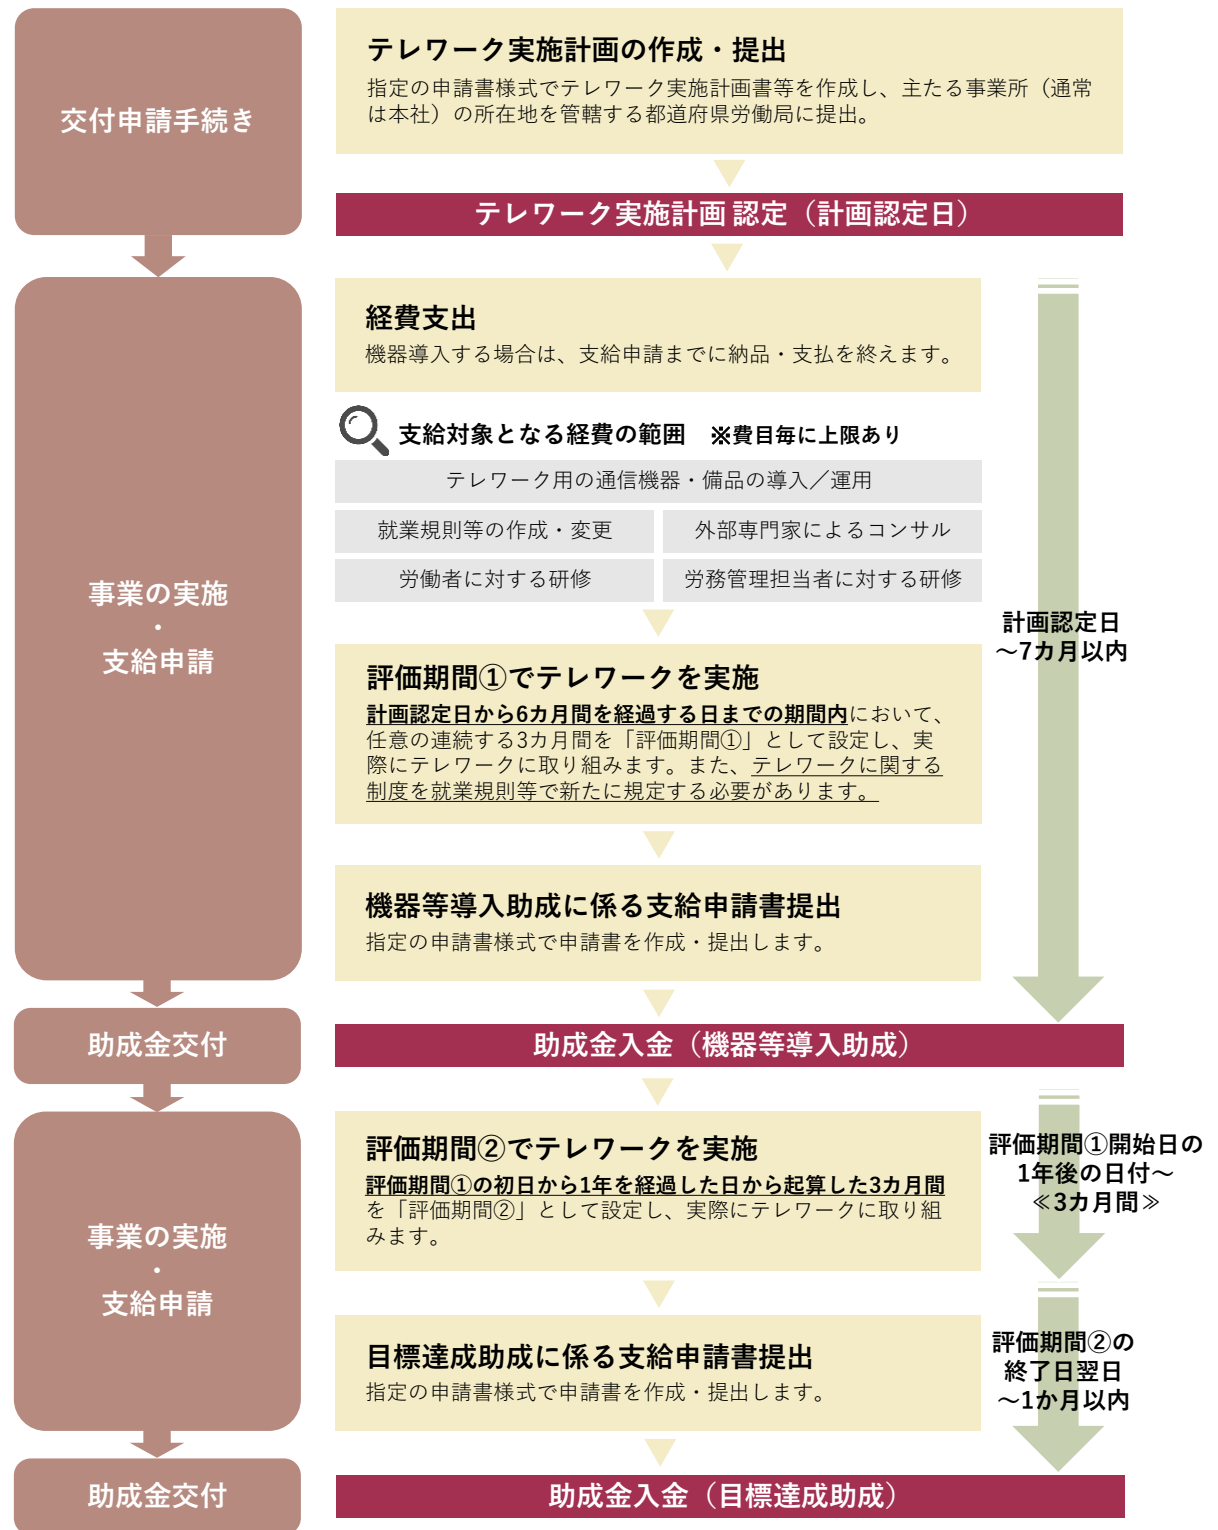 交付申請手続き
テレワーク実施計画の作成・提出
指定の申請書様式でテレワーク実施計画書等を作成し、主たる事業所（通常
は本社）の所在地を管轄する都道府県労働局に提出。
テレワーク実施計画 認定（計画認定日）
事業の実施
・
支給申請
経費支出
機器導入する場合は、支給申請までに納品・支払を終えます。
支給対象となる経費の範囲　※費目毎に上限あり
テレワーク用の通信機器・備品の導入／運用
就業規則等の作成・変更
外部専門家によるコンサル
労働者に対する研修
労務管理担当者に対する研修
計画認定日
～7カ月以内
評価期間①でテレワークを実施
計画認定日から6カ月間を経過する日までの期間内において、
任意の連続する3カ月間を「評価期間①」として設定し、実
際にテレワークに取り組みます。また、テレワークに関する
制度を就業規則等で新たに規定する必要があります。
機器等導入助成に係る支給申請書提出
指定の申請書様式で申請書を作成・提出します。
助成金交付
助成金入金（機器等導入助成）
事業の実施
・
支給申請
評価期間②でテレワークを実施
評価期間①の初日から1年を経過した日から起算した3カ月間
を「評価期間②」として設定し、実際にテレワークに取り組
みます。
評価期間①開始日の
1年後の日付～
≪3カ月間≫
目標達成助成に係る支給申請書提出
指定の申請書様式で申請書を作成・提出します。
評価期間②の
終了日翌日
～1か月以内
助成金交付
助成金入金（目標達成助成）